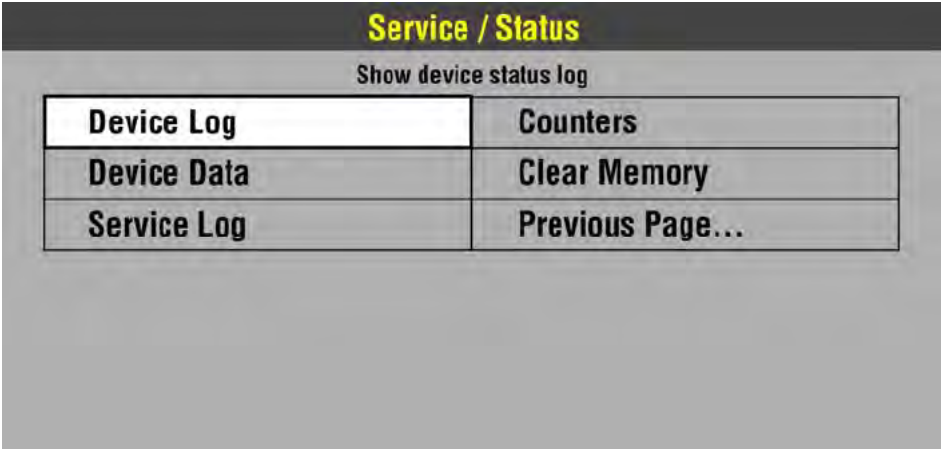 Service / Status
Show device status log
Device Log
Counters
Device Data
Clear Memory
Service Log
Previous Page...